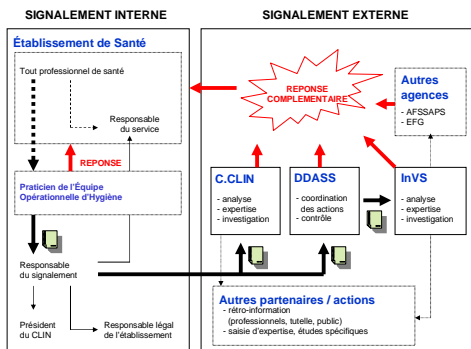 SIGNALEMENT INTERNE
SIGNALEMENT EXTERNE
Établissement de Santé
Tout professionnel de santé
Responsable
du service
REPONSE
Praticien de l'Équipe
Opérationnelle d'Hygiène
Responsable
du signalement
Président
du CLIN
Responsable légal
de l'établissement
REPONSE
COMPLEMENTAIRE
Autres
agences
- AFSSAPS
- EFG
C.CLIN
- analyse
- expertise
- investigation
DDASS
- coordination
des actions
- contrôle
InVS
- analyse
- expertise
- investigation
Autres partenaires / actions
- rétro-information
(professionnels, tutelle, public)
- saisie d'expertise, études spécifiques